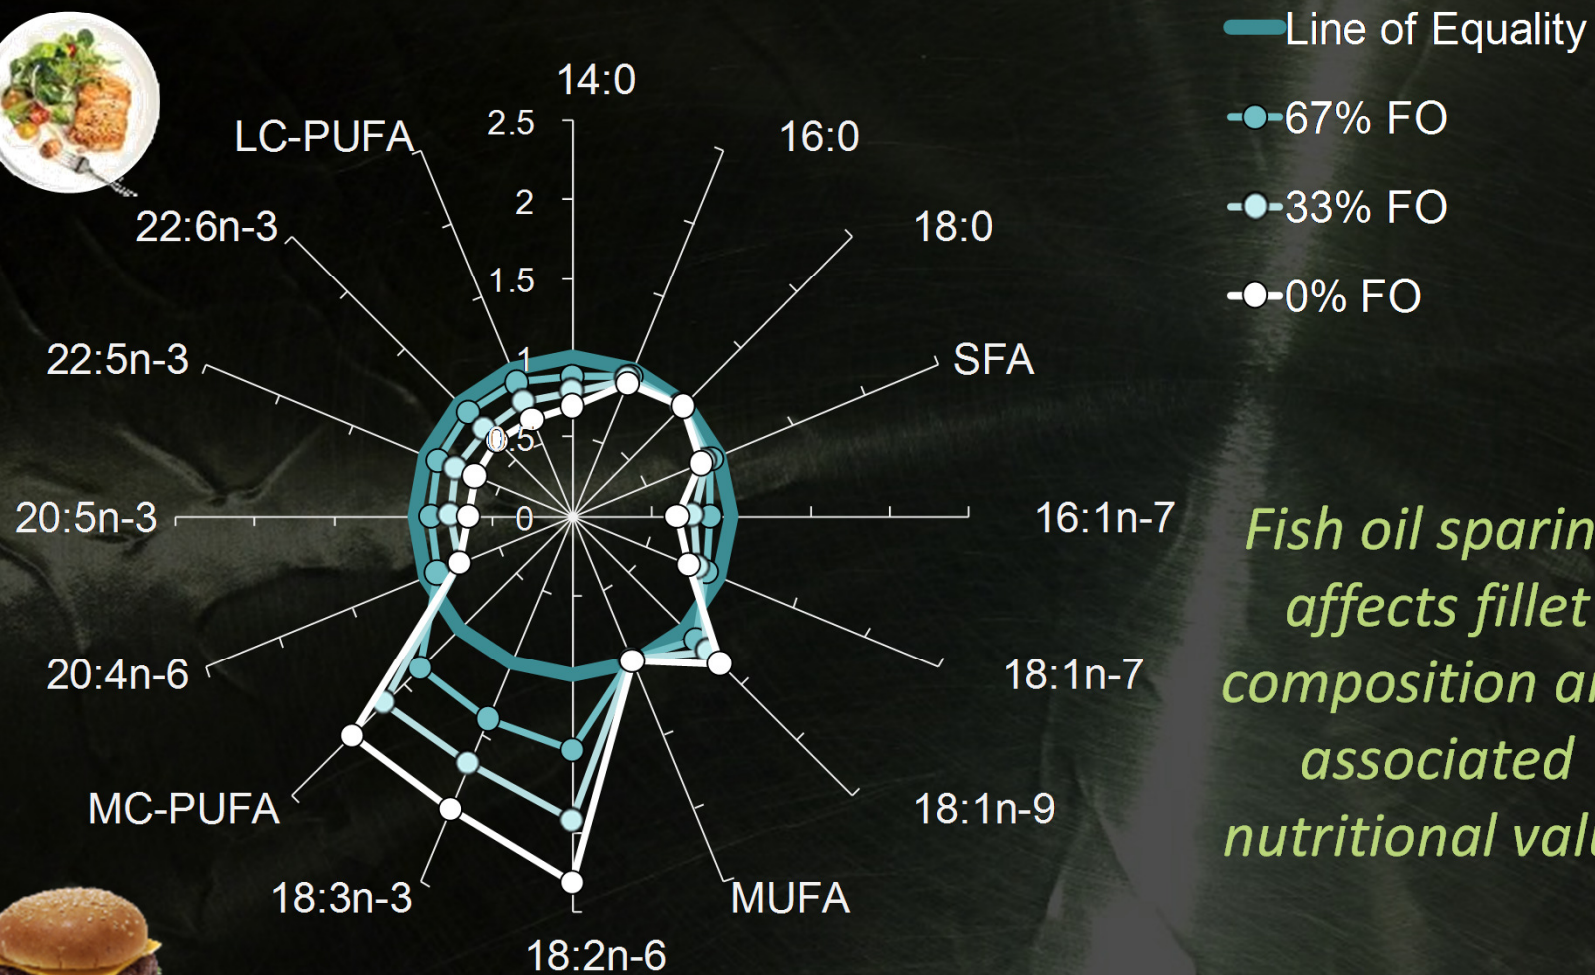 Line of Equality
67% FO
33% FO
0% FO
14:0
16:0
18:0
SFA
16:1n-7
18:1n-7
18:1n-9
MUFA
18:2n-6
18:3n-3
MC-PUFA
20:4n-6
20:5n-3
22:5n-3
22:6n-3
LC-PUFA
2.5
2
1.5
1
0.5
0
Fish oil sparin
affects fillet
composition a
associated
nutritional val